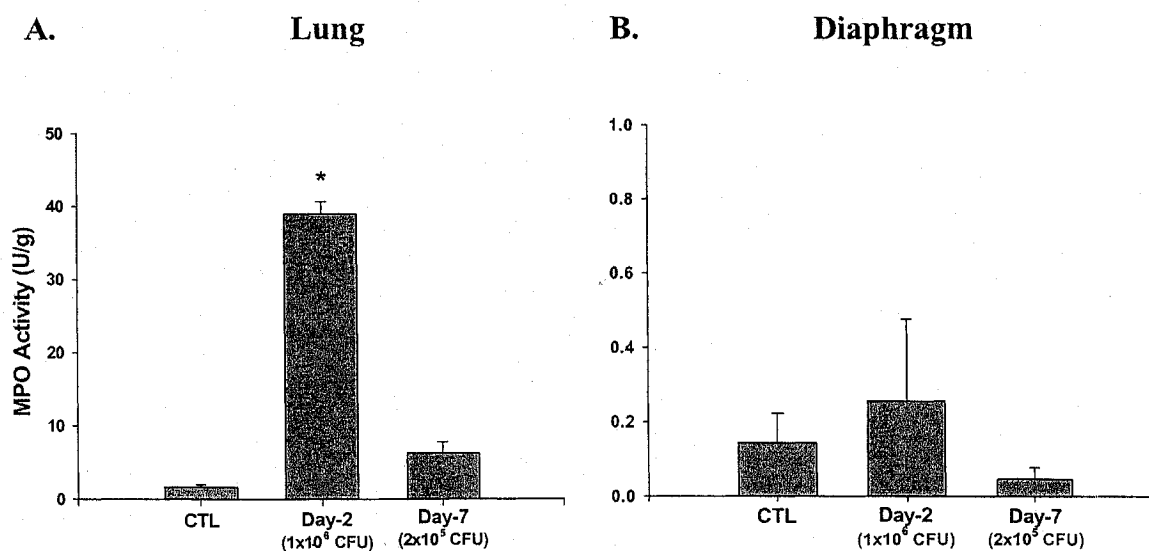 A. Lung
B. Diaphragm
MPO Activity (U/g)
50
40
30
20
10
0
*
CTL Day-2 Day-7
(1x10⁶ CFU) (2x10⁵ CFU)
1.0
0.8
0.6
0.4
0.2
0.0
CTL Day-2 Day-7
(1x10⁶ CFU) (2x10⁵ CFU)